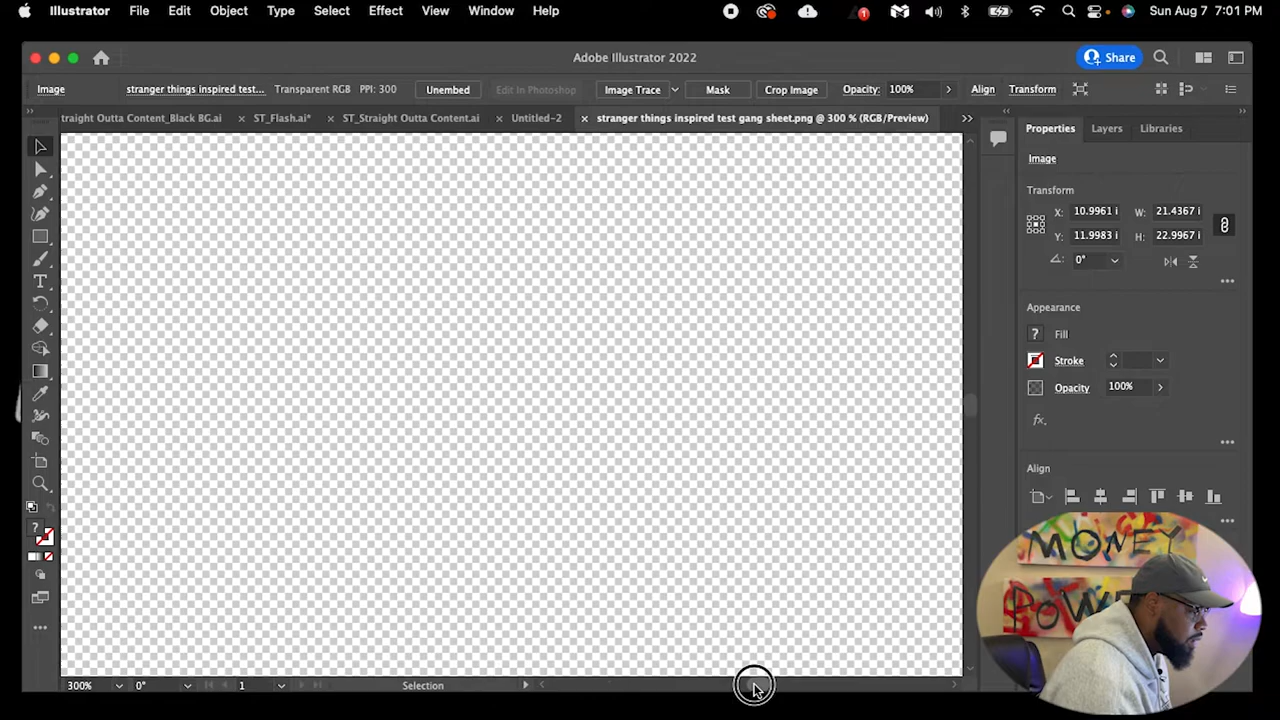 Illustrator File Edit Object Type Select Effect View Window Help 1 Sun Aug 7 7:01 PM
Adobe Illustrator 2022
Share
Image stranger things inspired test... Transparent RGB PPI: 300 Unembed Edit In Photoshop Image Trace Mask Crop Image Opacity: 100% Align Transform
traight Outta Content_Black BG.ai × ST_Flash.ai* × ST_Straight Outta Content.ai × Untitled-2 × stranger things inspired test gang sheet.png @ 300 % (RGB/Preview)
Properties Layers Libraries
Image
Transform
X: 10.9961 i W: 21.4367 i
Y: 11.9983 i H: 22.9967 i
0°
Appearance
? Fill
Stroke
Opacity 100%
fx.
Align
?
MONEY
300% 0° 1 Selection